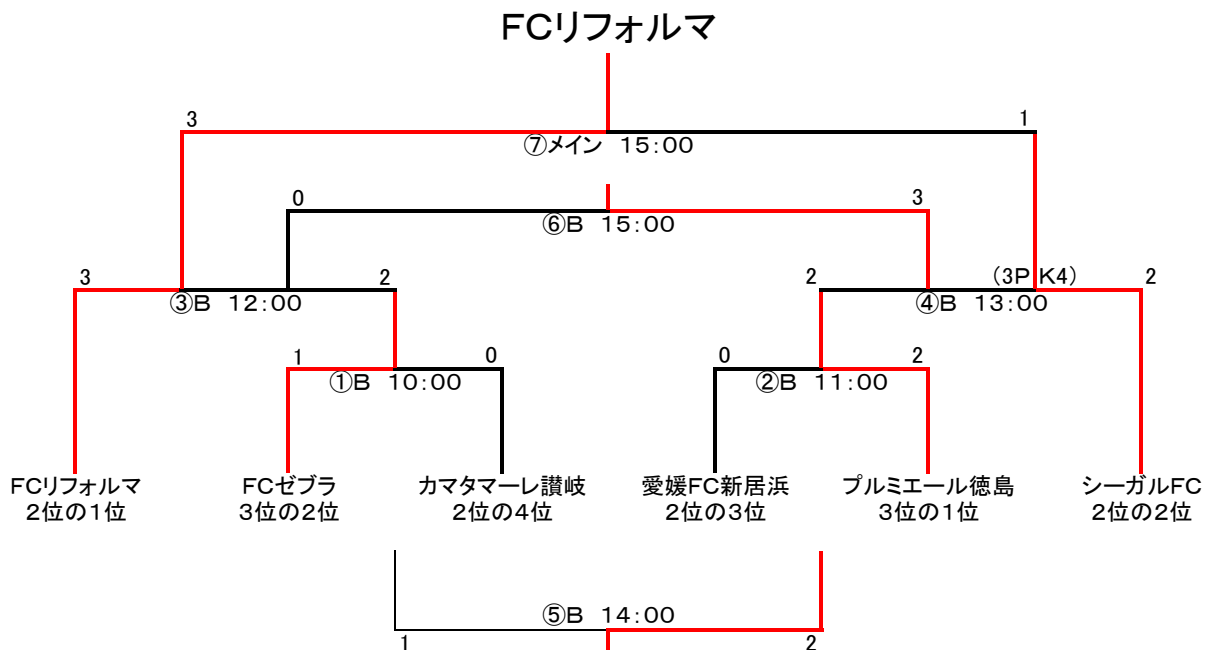 FCリフォルマ
3
1
⑦メイン 15:00
0
3
⑥B 15:00
3
2
2
(3PK4)
2
③B 12:00
④B 13:00
1
0
0
2
①B 10:00
②B 11:00
FCリフォルマ
2位の1位
FCゼブラ
3位の2位
カマタマーレ讃岐
2位の4位
愛媛FC新居浜
2位の3位
プルミエール徳島
3位の1位
シーガルFC
2位の2位
⑤B 14:00
1
2